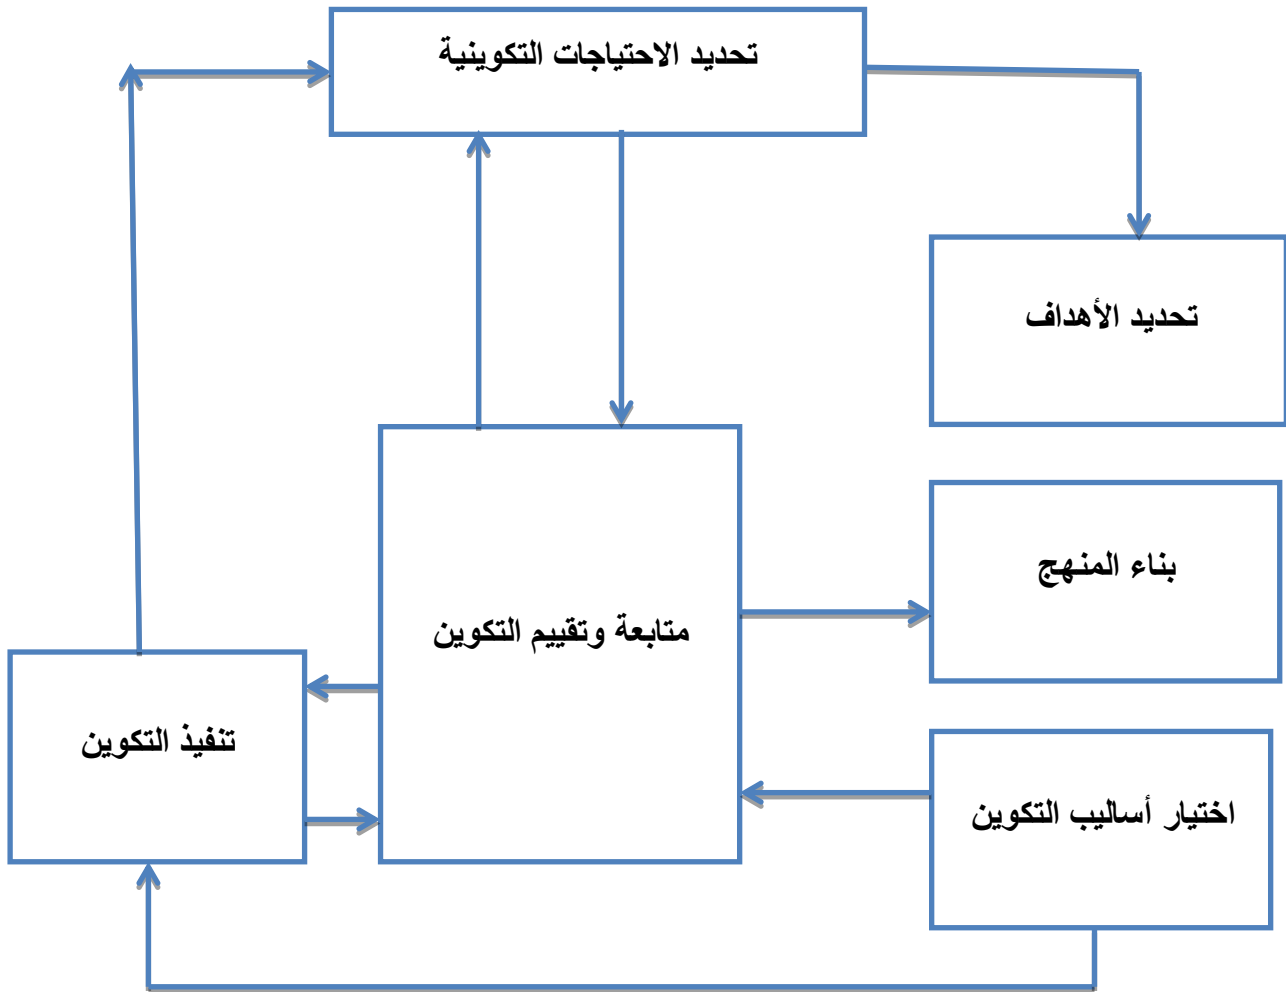 تحديد الاحتياجات التكوينية
تحديد الأهداف
بناء المنهج
متابعة وتقييم التكوين
تنفيذ التكوين
اختيار أساليب التكوين